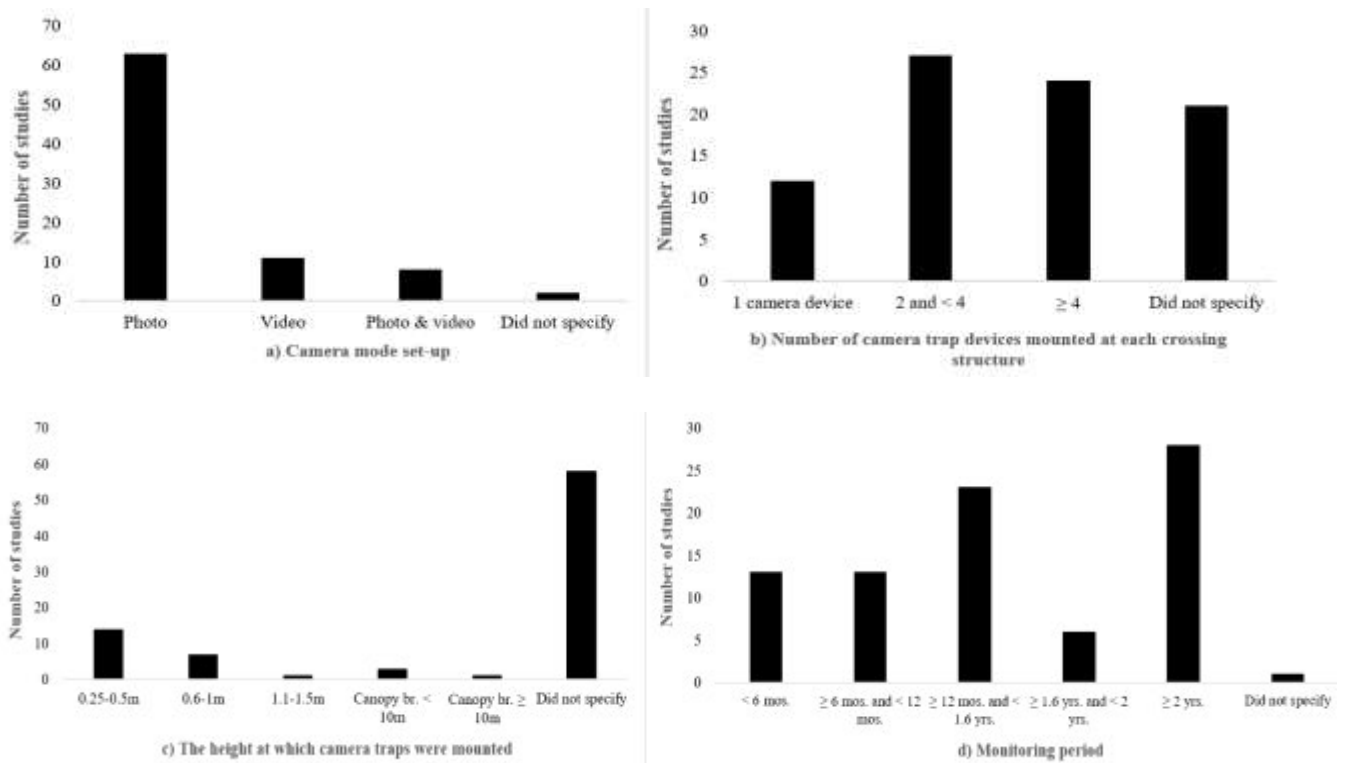 70
60
50
40
30
20
10
0
Number of studies
Photo Video Photo & video Did not specify
a) Camera mode set-up
30
25
20
15
10
5
0
Number of studies
1 camera device 2 and < 4 ≥ 4 Did not specify
b) Number of camera trap devices mounted at each crossing
structure
70
60
50
40
30
20
10
0
Number of studies
0.25-0.5m 0.6-1m 1.1-1.5m Canopy br. < Canopy br. ≥ Did not specify
10m 10m
c) The height at which camera traps were mounted
30
25
20
15
10
5
0
Number of studies
< 6 mos. ≥ 6 mos. and < 12 ≥ 12 mos. and < ≥ 1.6 yrs. and < 2 ≥ 2 yrs. Did not specify
mos. 1.6 yrs. yrs.
d) Monitoring period